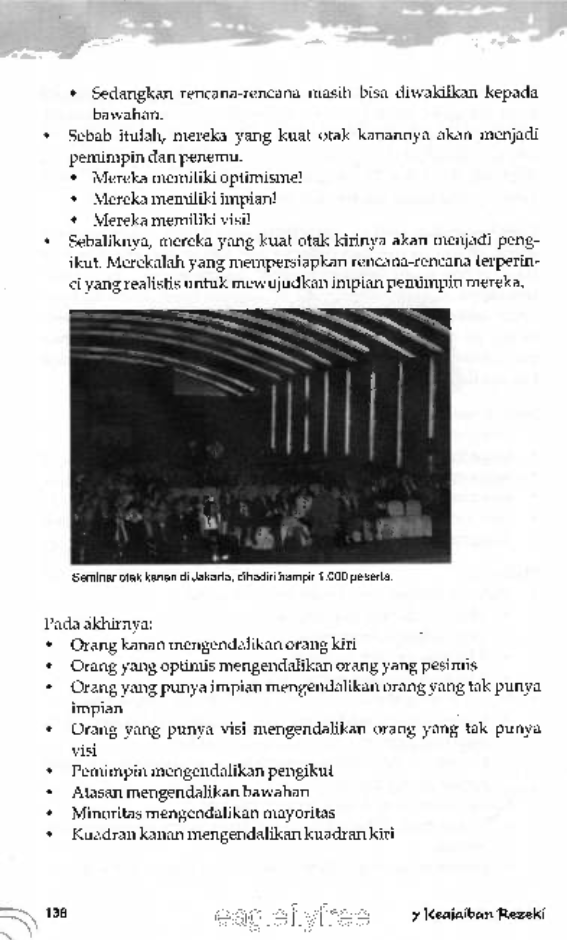 • Sedangkan rencana-rencana masih bisa diwakilkan kepada
bawahan.
• Sebab itulah, mereka yang kuat otak kanannya akan menjadi
pemimpin dan penemu.
• Mereka memiliki optimisme!
• Mereka memiliki impian!
• Mereka memiliki visi!
• Sebaliknya, mereka yang kuat otak kirinya akan menjadi peng-
ikut. Merekalah yang mempersiapkan rencana-rencana terperin-
ci yang realistis untuk mewujudkan impian pemimpin mereka.
Seminar otak kanan di Jakarta, dihadiri hampir 1.000 peserta.
Pada akhirnya:
• Orang kanan mengendalikan orang kiri
• Orang yang optimis mengendalikan orang yang pesimis
• Orang yang punya impian mengendalikan orang yang tak punya
impian
• Orang yang punya visi mengendalikan orang yang tak punya
visi
• Pemimpin mengendalikan pengikut
• Atasan mengendalikan bawahan
• Minoritas mengendalikan mayoritas
• Kuadran kanan mengendalikan kuadran kiri
138
7 Keajaiban Rezeki